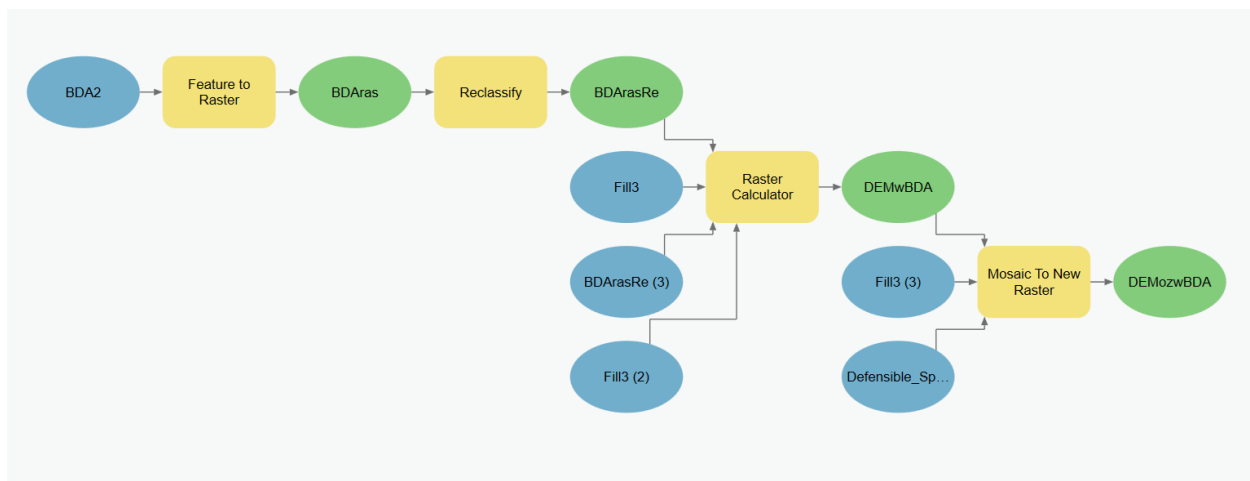 BDA2
Feature to
Raster
BDAras
Reclassify
BDArasRe
Fill3
Raster
Calculator
DEMwBDA
BDArasRe (3)
Fill3 (3)
Mosaic To New
Raster
DEMozwBDA
Fill3 (2)
Defensible_Sp...